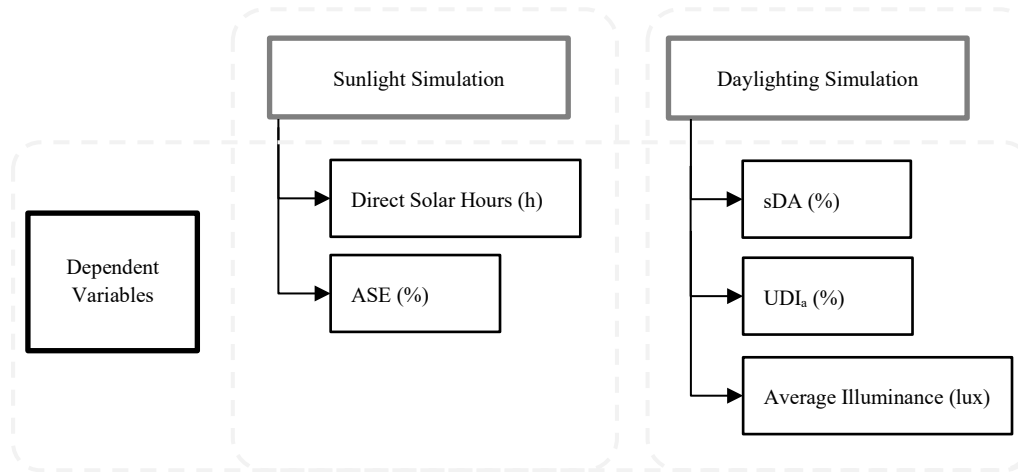 Sunlight Simulation
Daylighting Simulation
Dependent
Variables
Direct Solar Hours (h)
ASE (%)
sDA (%)
UDIₐ (%)
Average Illuminance (lux)